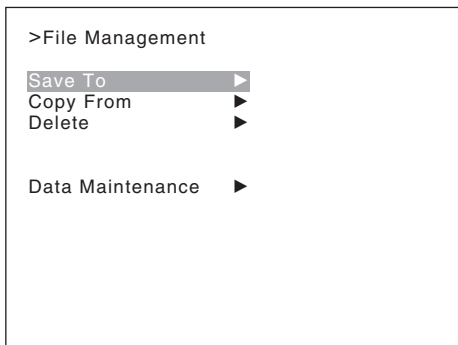 >File Management
Save To ▶
Copy From ▶
Delete ▶
Data Maintenance ▶